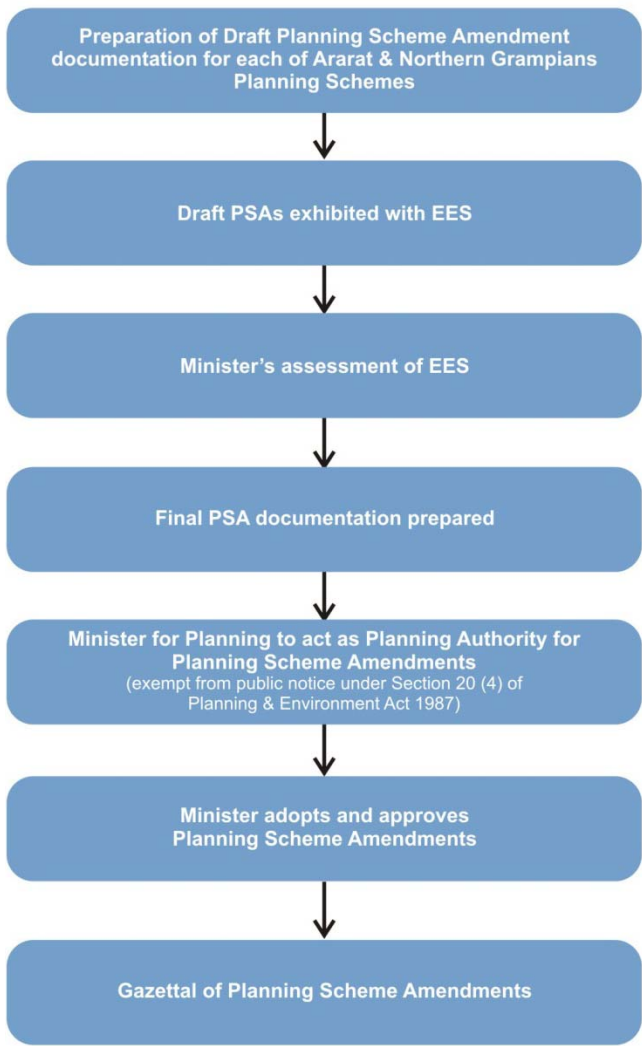 Preparation of Draft Planning Scheme Amendment
documentation for each of Ararat & Northern Grampians
Planning Schemes
Draft PSAs exhibited with EES
Minister's assessment of EES
Final PSA documentation prepared
Minister for Planning to act as Planning Authority for
Planning Scheme Amendments
(exempt from public notice under Section 20 (4) of
Planning & Environment Act 1987)
Minister adopts and approves
Planning Scheme Amendments
Gazettal of Planning Scheme Amendments